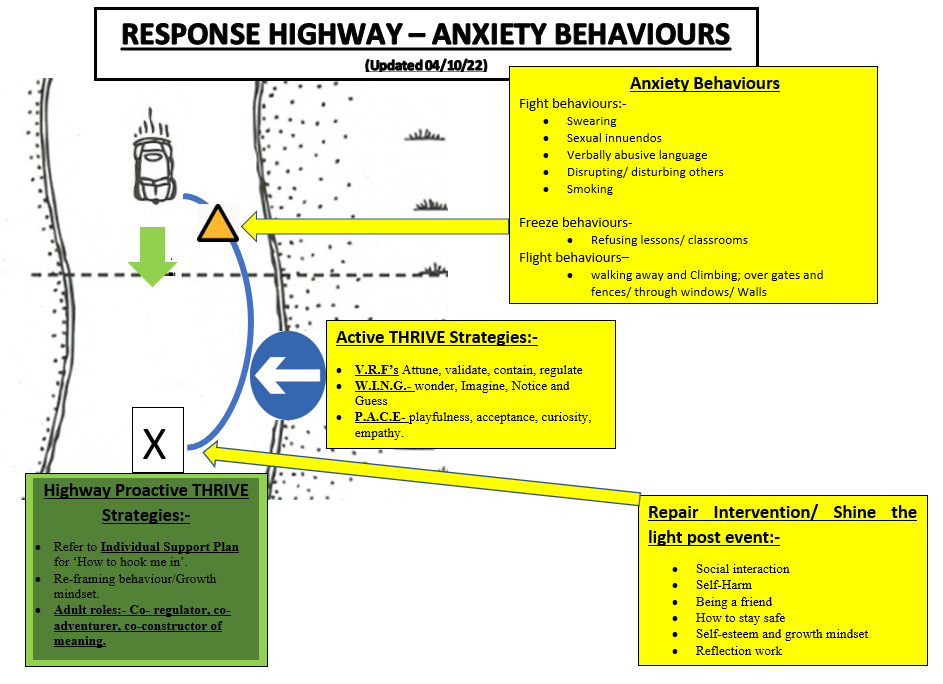 RESPONSE HIGHWAY – ANXIETY BEHAVIOURS
(Updated 04/10/22)
Anxiety Behaviours
Fight behaviours:-
• Swearing
• Sexual innuendos
• Verbally abusive language
• Disrupting/ disturbing others
• Smoking
Freeze behaviours-
• Refusing lessons/ classrooms
Flight behaviours–
• walking away and Climbing; over gates and
fences/ through windows/ Walls
Active THRIVE Strategies:-
• V.R.F's Attune, validate, contain, regulate
• W.I.N.G.- wonder, Imagine, Notice and
Guess
• P.A.C.E- playfulness, acceptance, curiosity,
empathy.
X
Highway Proactive THRIVE
Strategies:-
• Refer to Individual Support Plan
for ‘How to hook me in’.
• Re-framing behaviour/Growth
mindset.
• Adult roles:- Co- regulator, co-
adventurer, co-constructor of
meaning.
Repair Intervention/ Shine the
light post event:-
• Social interaction
• Self-Harm
• Being a friend
• How to stay safe
• Self-esteem and growth mindset
• Reflection work